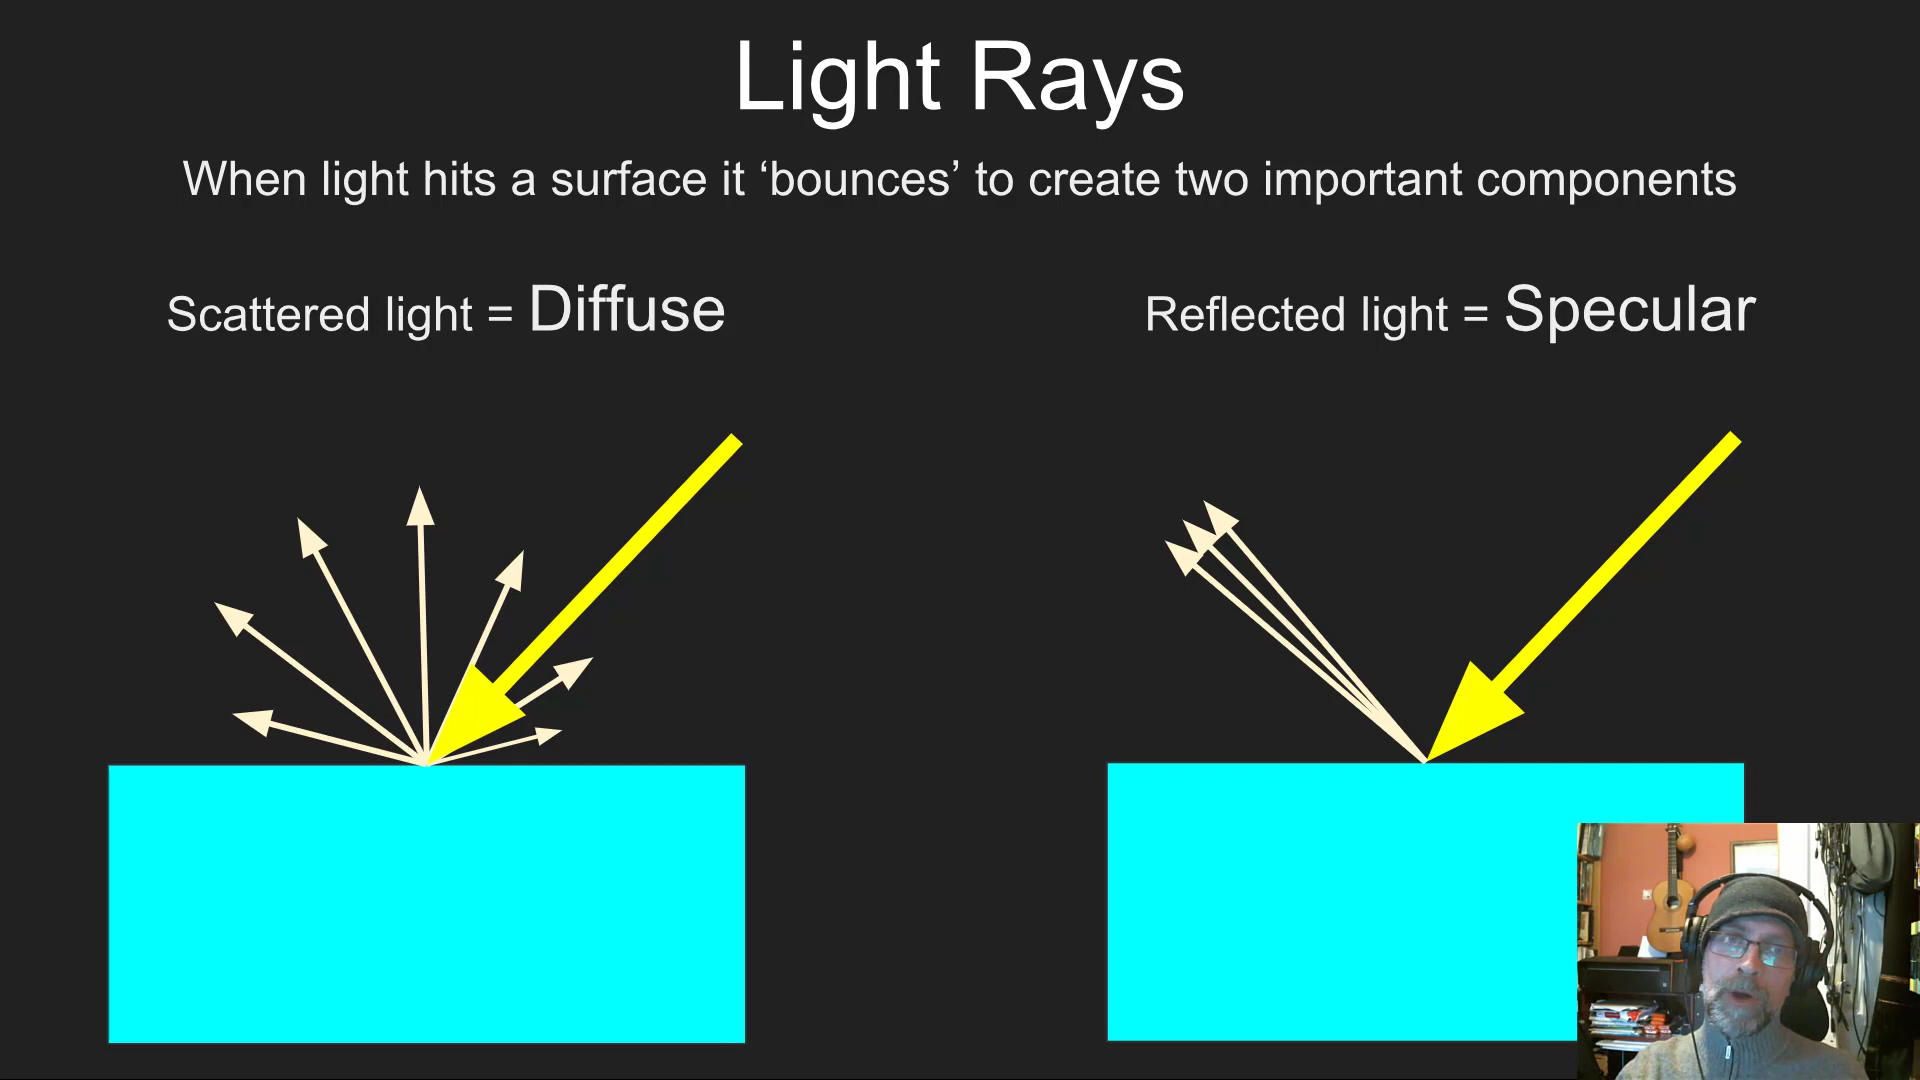 Light Rays
When light hits a surface it ‘bounces’ to create two important components
Scattered light = Diffuse
Reflected light = Specular